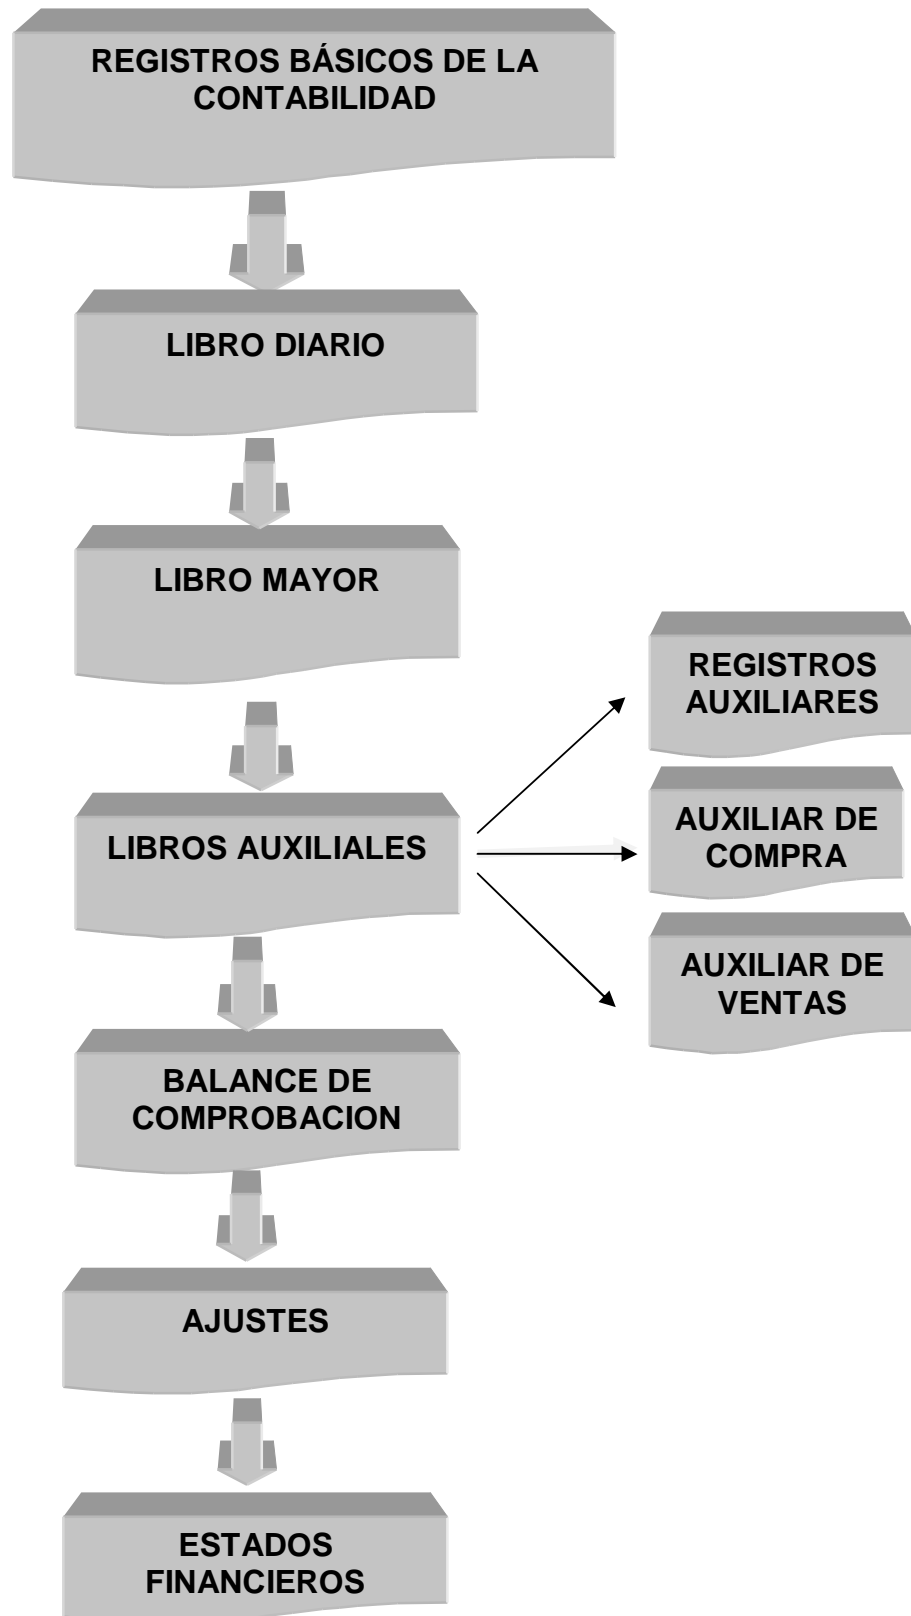 REGISTROS BÁSICOS DE LA
CONTABILIDAD
LIBRO DIARIO
LIBRO MAYOR
LIBROS AUXILIALES
REGISTROS
AUXILIARES
AUXILIAR DE
COMPRA
AUXILIAR DE
VENTAS
BALANCE DE
COMPROBACION
AJUSTES
ESTADOS
FINANCIEROS